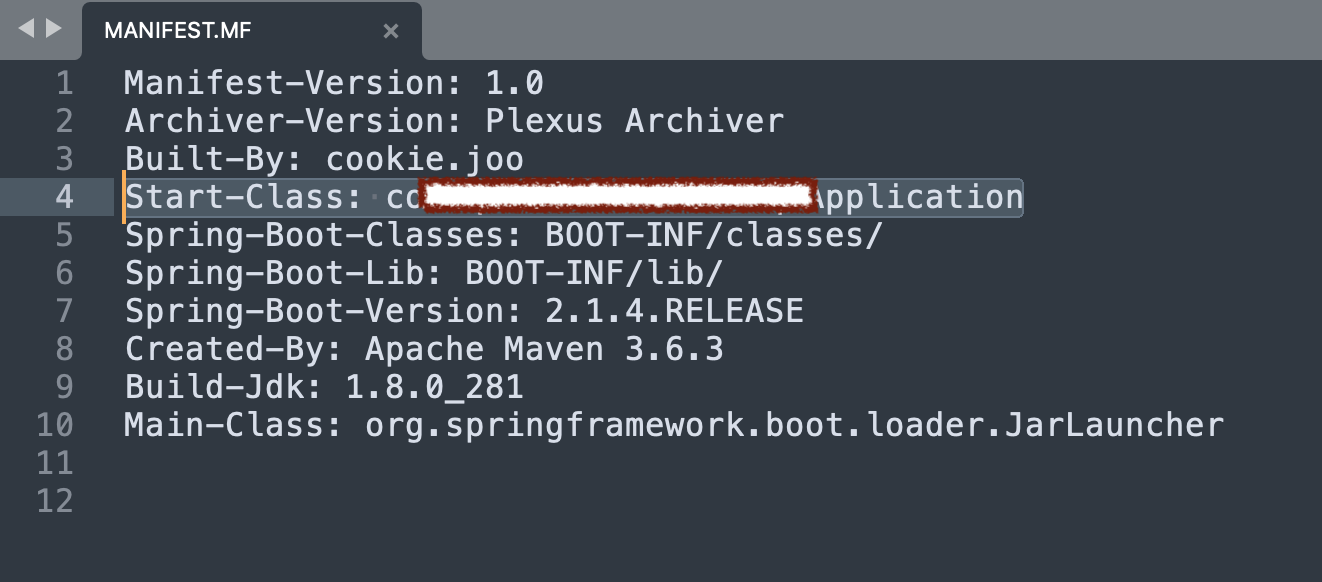 MANIFEST.MF
1 Manifest-Version: 1.0
2 Archiver-Version: Plexus Archiver
3 Built-By: cookie.joo
4 Start-Class: co pplication
5 Spring-Boot-Classes: BOOT-INF/classes/
6 Spring-Boot-Lib: BOOT-INF/lib/
7 Spring-Boot-Version: 2.1.4.RELEASE
8 Created-By: Apache Maven 3.6.3
9 Build-Jdk: 1.8.0_281
10 Main-Class: org.springframework.boot.loader.JarLauncher
11
12